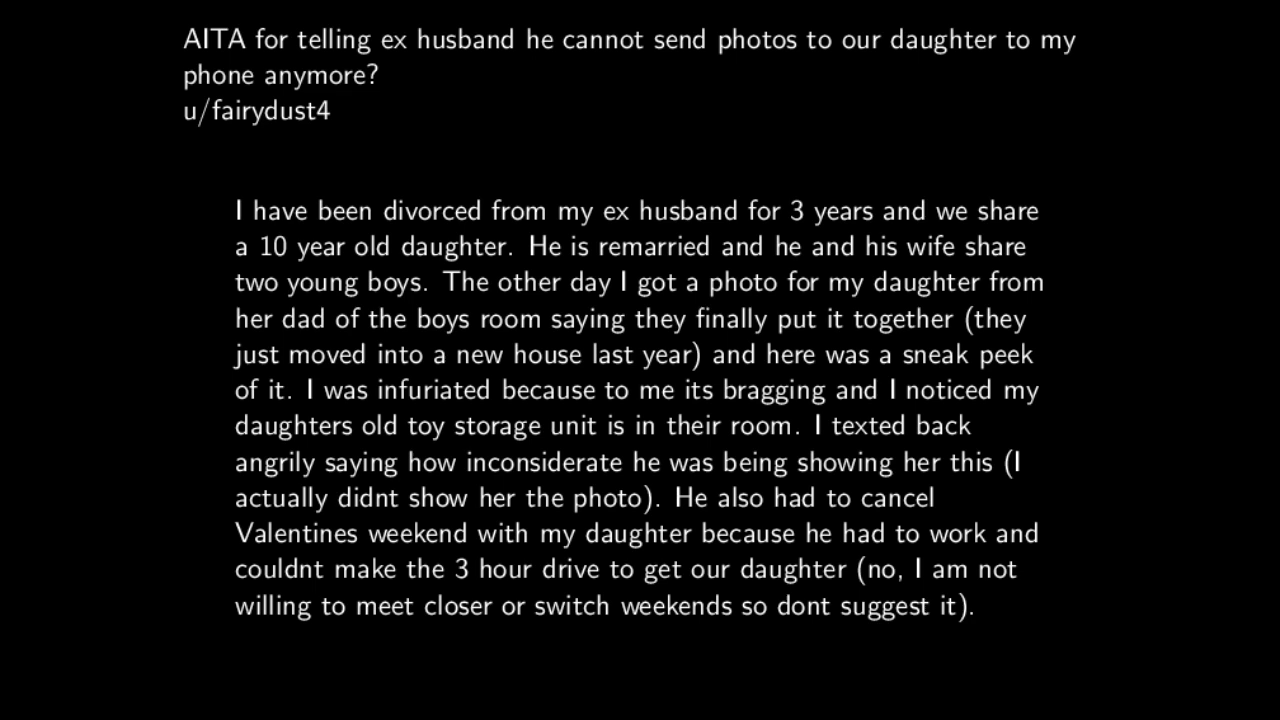 AITA for telling ex husband he cannot send photos to our daughter to my
phone anymore?
u/fairydust4
I have been divorced from my ex husband for 3 years and we share
a 10 year old daughter. He is remarried and he and his wife share
two young boys. The other day I got a photo for my daughter from
her dad of the boys room saying they finally put it together (they
just moved into a new house last year) and here was a sneak peek
of it. I was infuriated because to me its bragging and I noticed my
daughters old toy storage unit is in their room. I texted back
angrily saying how inconsiderate he was being showing her this (I
actually didnt show her the photo). He also had to cancel
Valentines weekend with my daughter because he had to work and
couldnt make the 3 hour drive to get our daughter (no, I am not
willing to meet closer or switch weekends so dont suggest it).